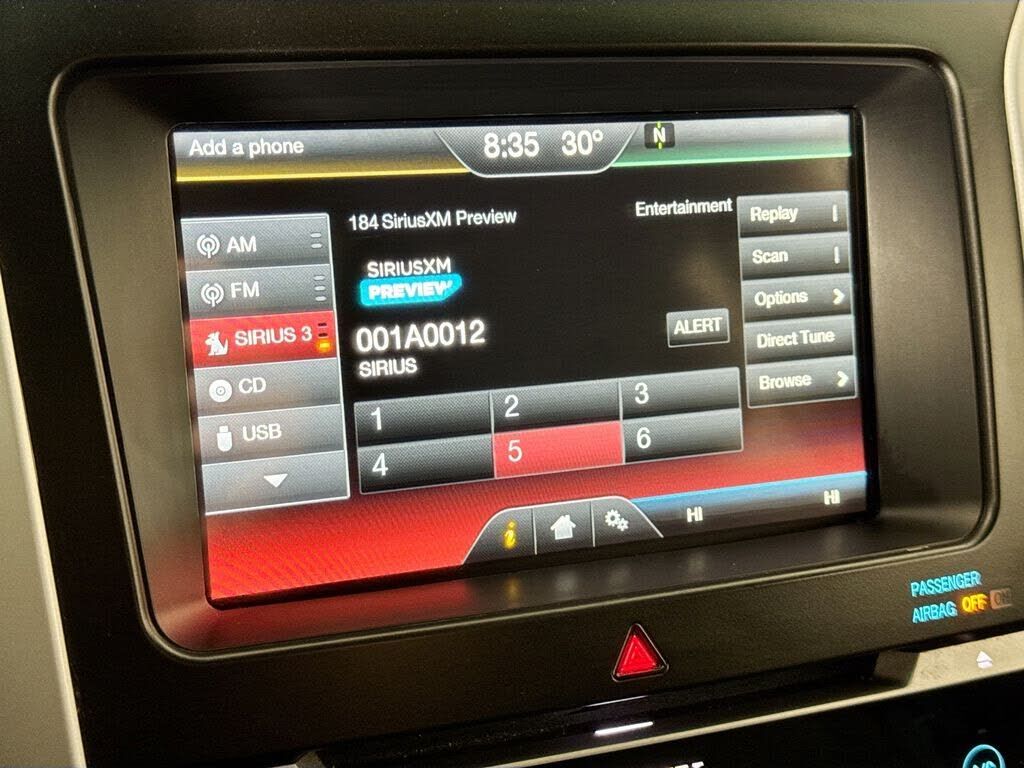 Add a phone
8:35 30° N
184 SiriusXM Preview
Entertainment
AM
FM
SIRIUS 3
CD
USB
SIRIUSXM
PREVIEW
001A0012
SIRIUS
ALERT
1 2 3
4 5 6
Replay
Scan
Options
Direct Tune
Browse
i
HI HI
PASSENGER
AIRBAG OFF ON